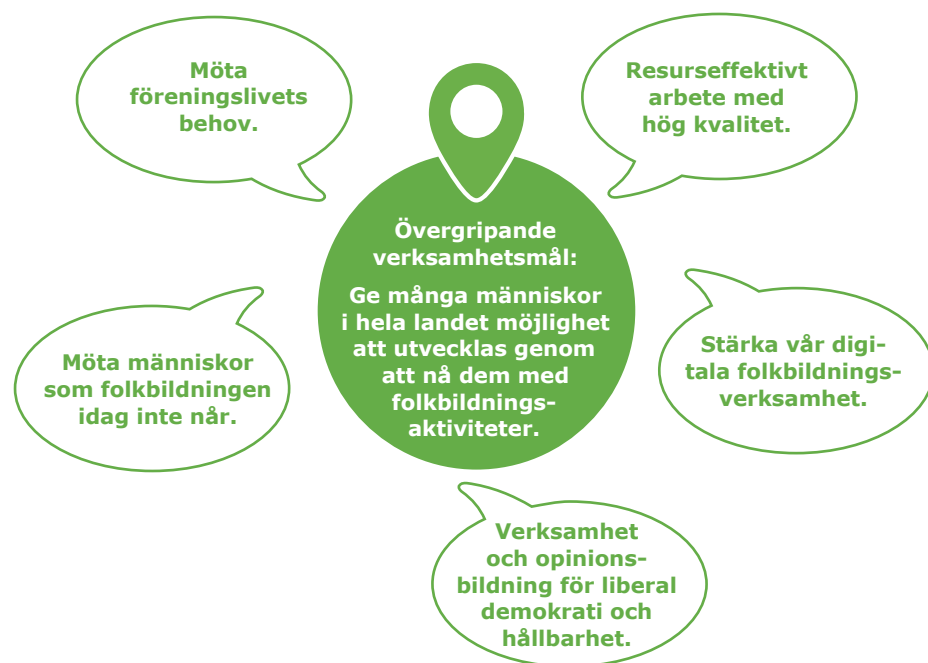 Möta
föreningslivets
behov.
Resurseffektivt
arbete med
hög kvalitet.
Övergripande
verksamhetsmål:
Ge många människor
i hela landet möjlighet
att utvecklas genom
att nå dem med
folkbildnings-
aktiviteter.
Möta människor
som folkbildningen
idag inte når.
Stärka vår digi-
tala folkbildnings-
verksamhet.
Verksamhet
och opinions-
bildning för liberal
demokrati och
hållbarhet.